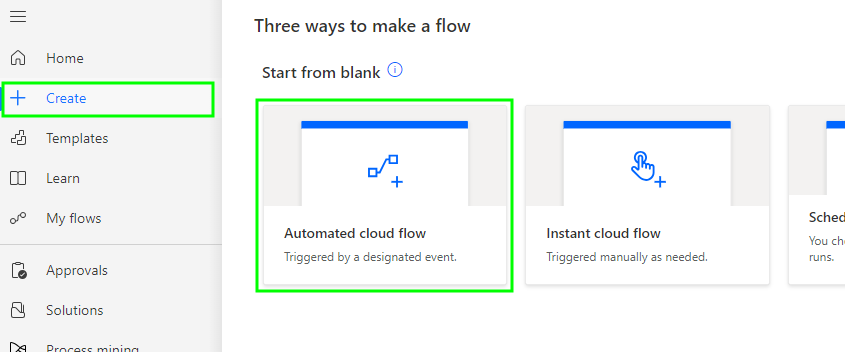 Three ways to make a flow
Home
Start from blank
Create
Templates
Learn
My flows
Automated cloud flow
Triggered by a designated event.
Instant cloud flow
Triggered manually as needed.
Sched
You cho
runs.
Approvals
Solutions
Process mining